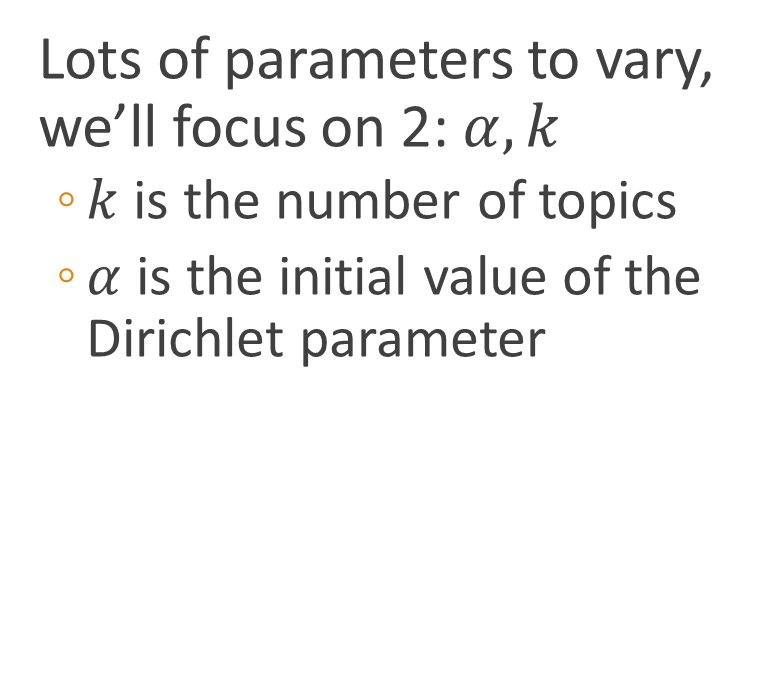 Lots of parameters to vary,
we’ll focus on 2: 𝛼, 𝑘
◦ 𝑘 is the number of topics
◦ 𝛼 is the initial value of the
Dirichlet parameter